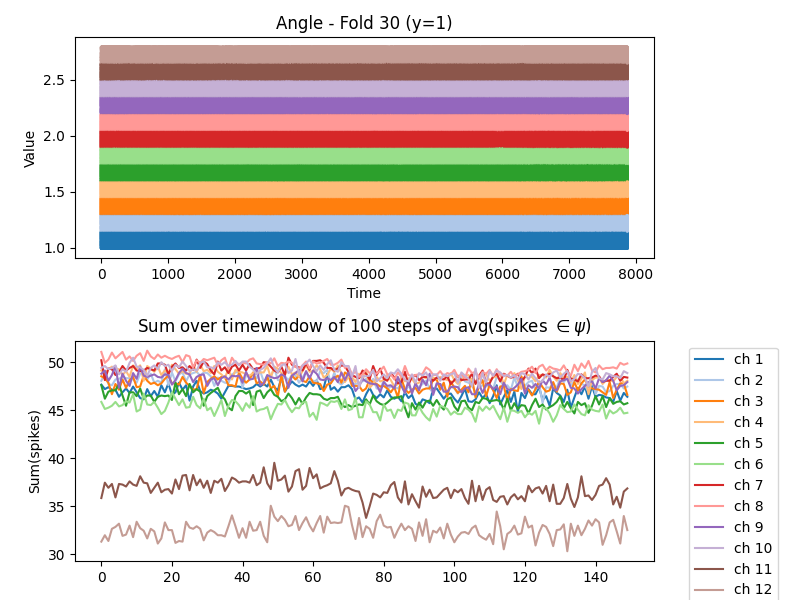 Angle - Fold 30 (y=1)
Value
2.5
2.0
1.5
1.0
0 1000 2000 3000 4000 5000 6000 7000 8000
Time
Sum over timewindow of 100 steps of avg(spikes ∈ ψ)
Sum(spikes)
50
45
40
35
30
0 20 40 60 80 100 120 140
ch 1
ch 2
ch 3
ch 4
ch 5
ch 6
ch 7
ch 8
ch 9
ch 10
ch 11
ch 12